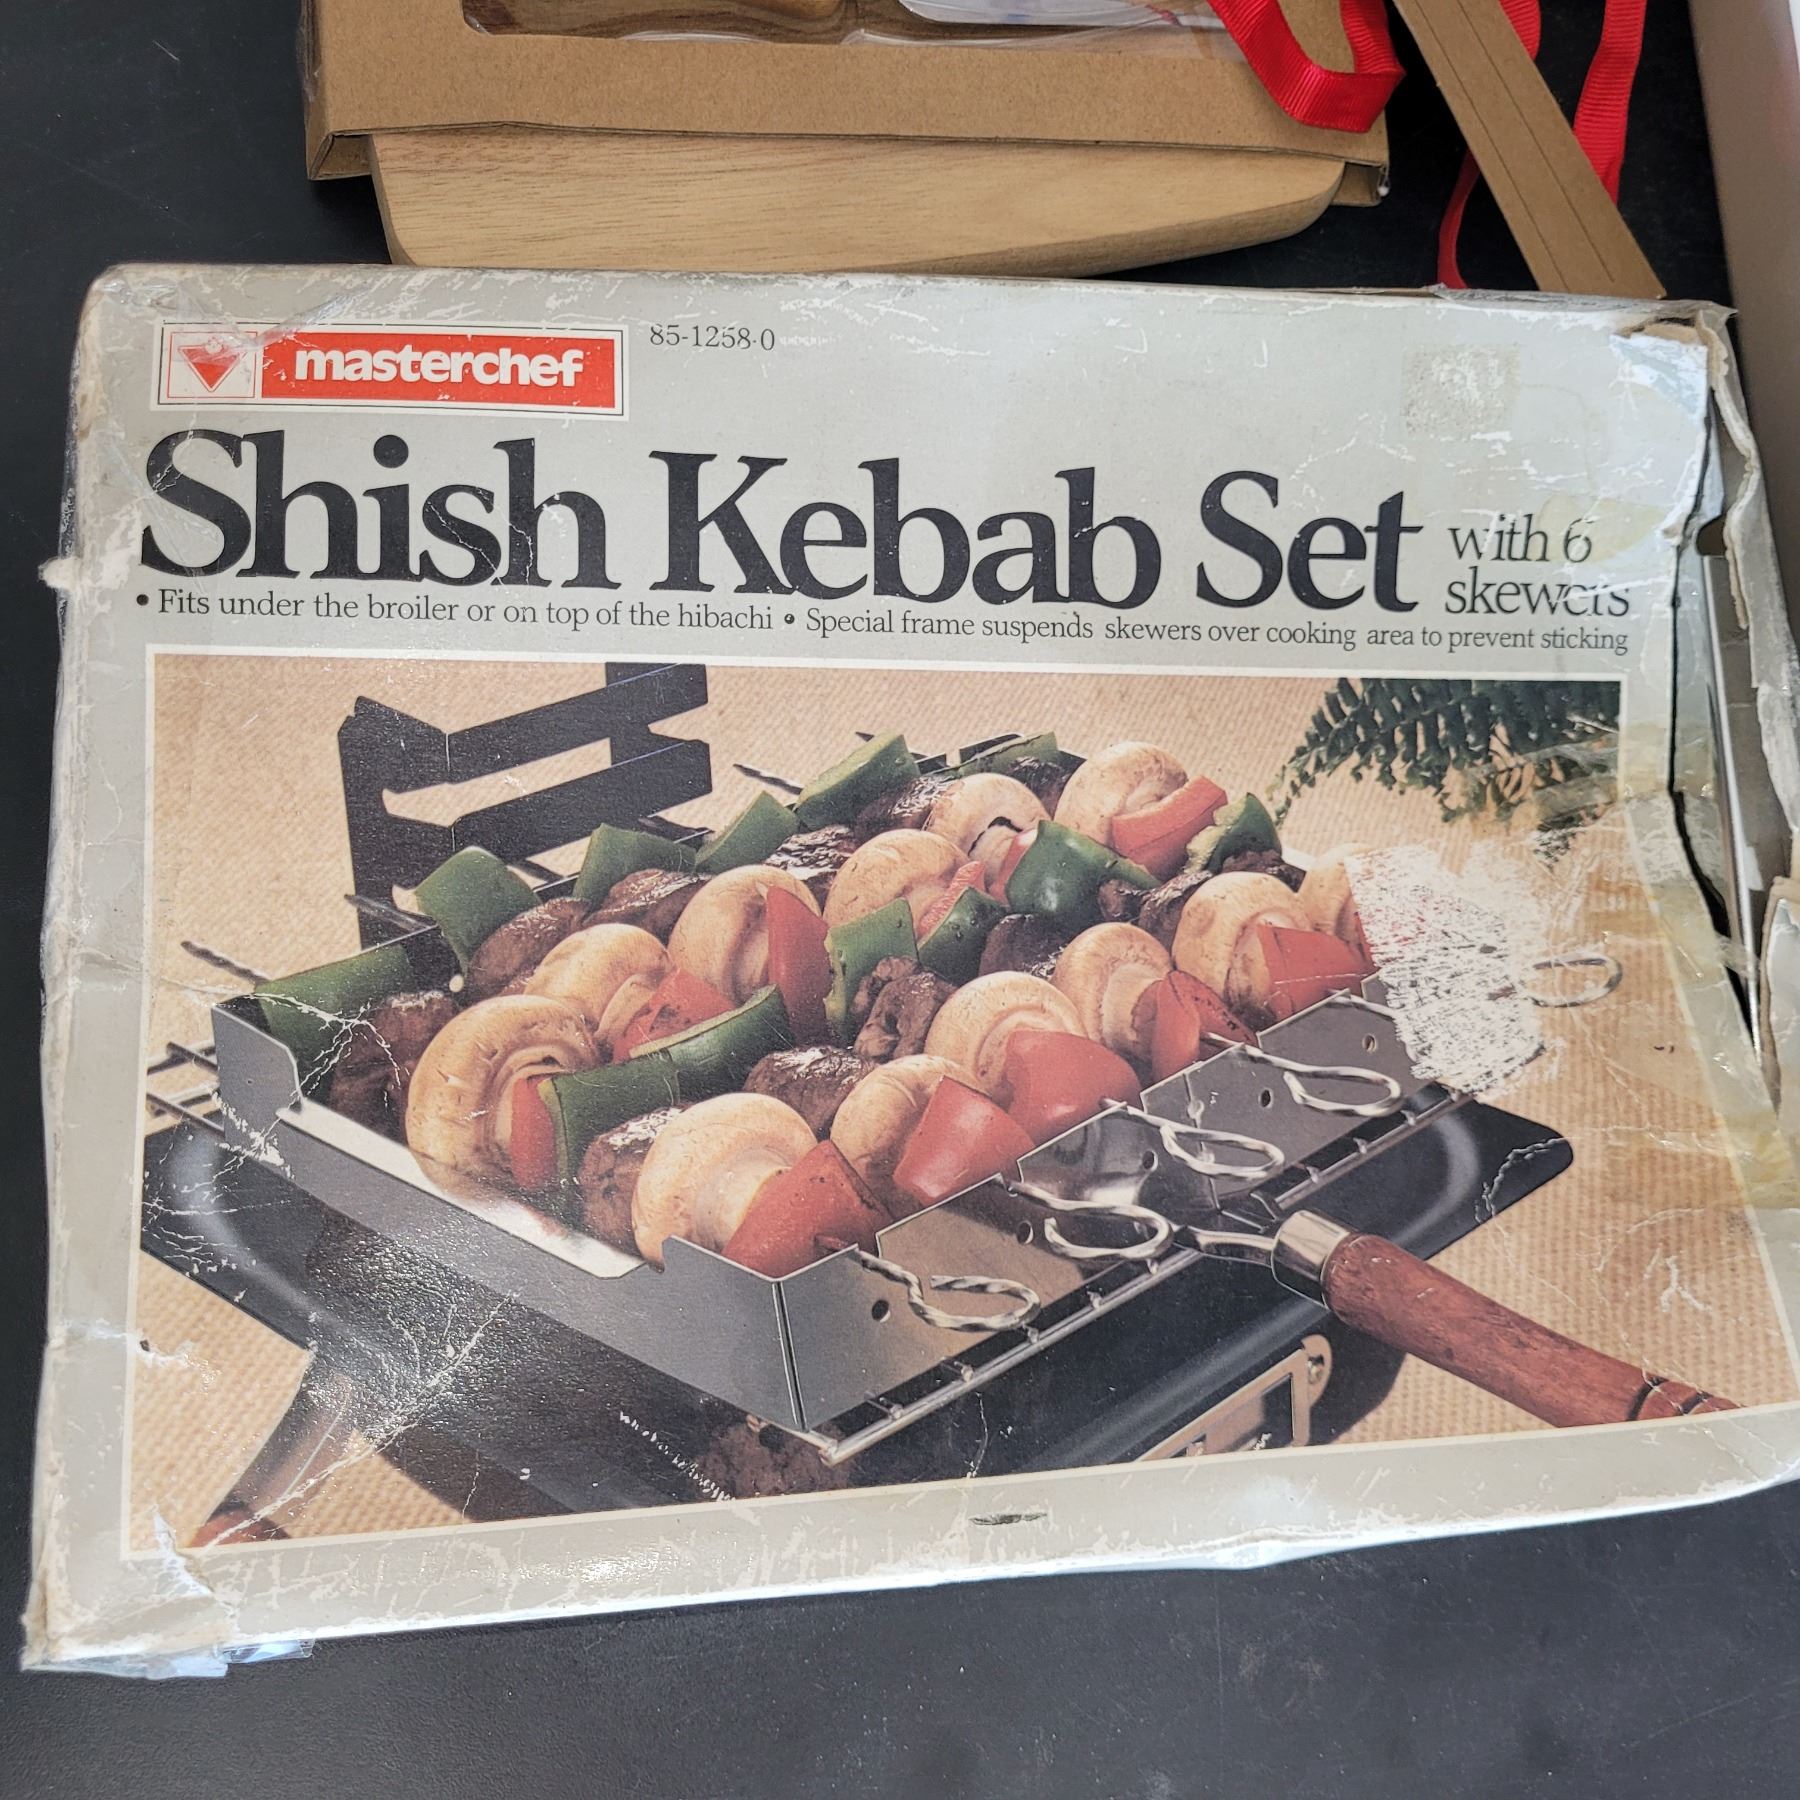 masterchef
85-1258-0
Shish Kebab Set
with 6
skewers
• Fits under the broiler or on top of the hibachi • Special frame suspends skewers over cooking area to prevent sticking